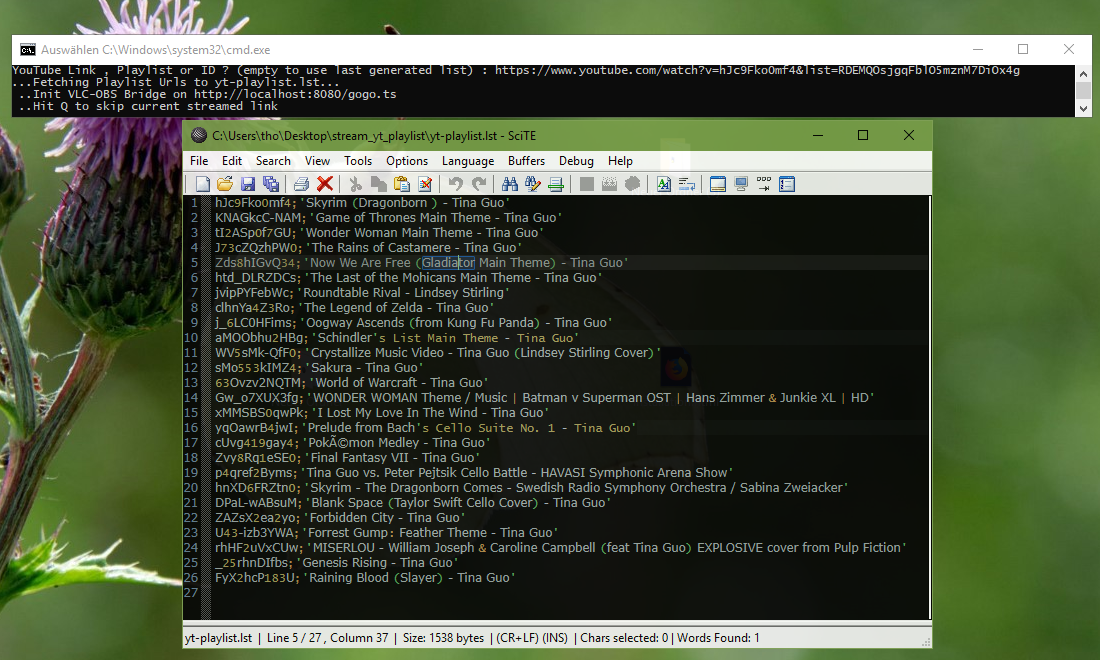 Auswählen C:\Windows\system32\cmd.exe
YouTube Link , Playlist or ID ? (empty to use last generated list) : https://www.youtube.com/watch?v=hJc9Fko0mf4&list=RDEMQOsjgqFblO5mznM7DiOx4g
...Fetching Playlist Urls to yt-playlist.lst...
..Init VLC-OBS Bridge on http://localhost:8080/gogo.ts
..Hit Q to skip current streamed link
C:\Users\tho\Desktop\stream_yt_playlist\yt-playlist.lst - SciTE
File Edit Search View Tools Options Language Buffers Debug Help
1 hJc9Fko0mf4; 'Skyrim (Dragonborn ) - Tina Guo'
2 KNAGkcC-NAM; 'Game of Thrones Main Theme - Tina Guo'
3 tI2ASp0f7GU; 'Wonder Woman Main Theme - Tina Guo'
4 J73cZQzhPW0; 'The Rains of Castamere - Tina Guo'
5 Zds8hIGvQ34; 'Now We Are Free (Gladiator Main Theme) - Tina Guo'
6 htd_DLRZDCs; 'The Last of the Mohicans Main Theme - Tina Guo'
7 jvipPYFebWc; 'Roundtable Rival - Lindsey Stirling'
8 clhnYa4Z3Ro; 'The Legend of Zelda - Tina Guo'
9 j_6LC0HFims; 'Oogway Ascends (from Kung Fu Panda) - Tina Guo'
10 aMOObhu2HBg; 'Schindler's List Main Theme - Tina Guo'
11 WV5sMk-QfF0; 'Crystallize Music Video - Tina Guo (Lindsey Stirling Cover)'
12 sMo553kIMZ4; 'Sakura - Tina Guo'
13 63Ovzv2NQTM; 'World of Warcraft - Tina Guo'
14 Gw_o7XUX3fg; 'WONDER WOMAN Theme / Music | Batman v Superman OST | Hans Zimmer & Junkie XL | HD'
15 xMMSBS0qwPk; 'I Lost My Love In The Wind - Tina Guo'
16 yqOawrB4jwI; 'Prelude from Bach's Cello Suite No. 1 - Tina Guo'
17 cUvg419gay4; 'PokÃ©mon Medley - Tina Guo'
18 Zvy8Rq1eSE0; 'Final Fantasy VII - Tina Guo'
19 p4qref2Byms; 'Tina Guo vs. Peter Pejtsik Cello Battle - HAVASI Symphonic Arena Show'
20 hnXD6FRZtn0; 'Skyrim - The Dragonborn Comes - Swedish Radio Symphony Orchestra / Sabina Zweiacker'
21 DPaL-wABsuM; 'Blank Space (Taylor Swift Cello Cover) - Tina Guo'
22 ZAZsX2ea2yo; 'Forbidden City - Tina Guo'
23 U43-izb3YWA; 'Forrest Gump: Feather Theme - Tina Guo'
24 rhHF2uVxCUw; 'MISERLOU - William Joseph & Caroline Campbell (feat Tina Guo) EXPLOSIVE cover from Pulp Fiction'
25 _25rhnDIfbs; 'Genesis Rising - Tina Guo'
26 FyX2hcP183U; 'Raining Blood (Slayer) - Tina Guo'
27
yt-playlist.lst | Line 5 / 27 , Column 37 | Size: 1538 bytes | (CR+LF) (INS) | Chars selected: 0 | Words Found: 1